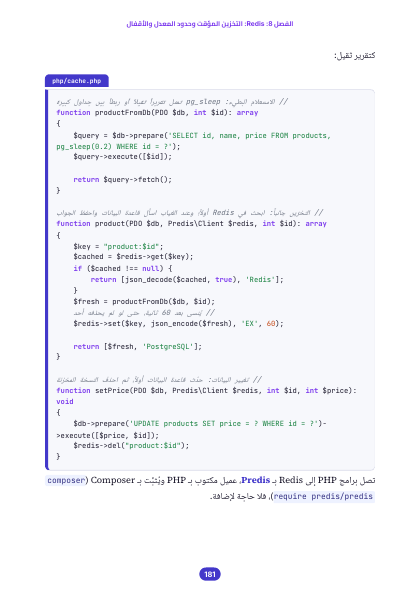 الفصل 8: Redis: التخزين المؤقت وحدود المعدل والأقفال
كتقرير ثقيل:
php/cache.php
// الاستعلام البطيء: pg_sleep تمثل تقريرًا ثقيلًا أو ربطًا بين جداول كبيرة
function productFromDb(PDO $db, int $id): array
{
    $query = $db->prepare('SELECT id, name, price FROM products,
pg_sleep(0.2) WHERE id = ?');
    $query->execute([$id]);
    return $query->fetch();
}
// التخزين جانبًا: ابحث في Redis أولًا، وعند الغياب اسأل قاعدة البيانات واحفظ الجواب
function product(PDO $db, Predis\Client $redis, int $id): array
{
    $key = "product:$id";
    $cached = $redis->get($key);
    if ($cached !== null) {
        return [json_decode($cached, true), 'Redis'];
    }
    $fresh = productFromDb($db, $id);
    // يُنسى بعد 60 ثانية، حتى لو لم يحذفه أحد
    $redis->set($key, json_encode($fresh), 'EX', 60);
    return [$fresh, 'PostgreSQL'];
}
// تغيير البيانات: حدّث قاعدة البيانات أولًا، ثم احذف النسخة المخزنة
function setPrice(PDO $db, Predis\Client $redis, int $id, int $price):
void
{
    $db->prepare('UPDATE products SET price = ? WHERE id = ?')-
>execute([$price, $id]);
    $redis->del("product:$id");
}
تصل برامج PHP إلى Redis بـ Predis، عميل مكتوب بـ PHP ويُثبَّت بـ Composer (composer
require predis/predis)، فلا حاجة لإضافة.
181